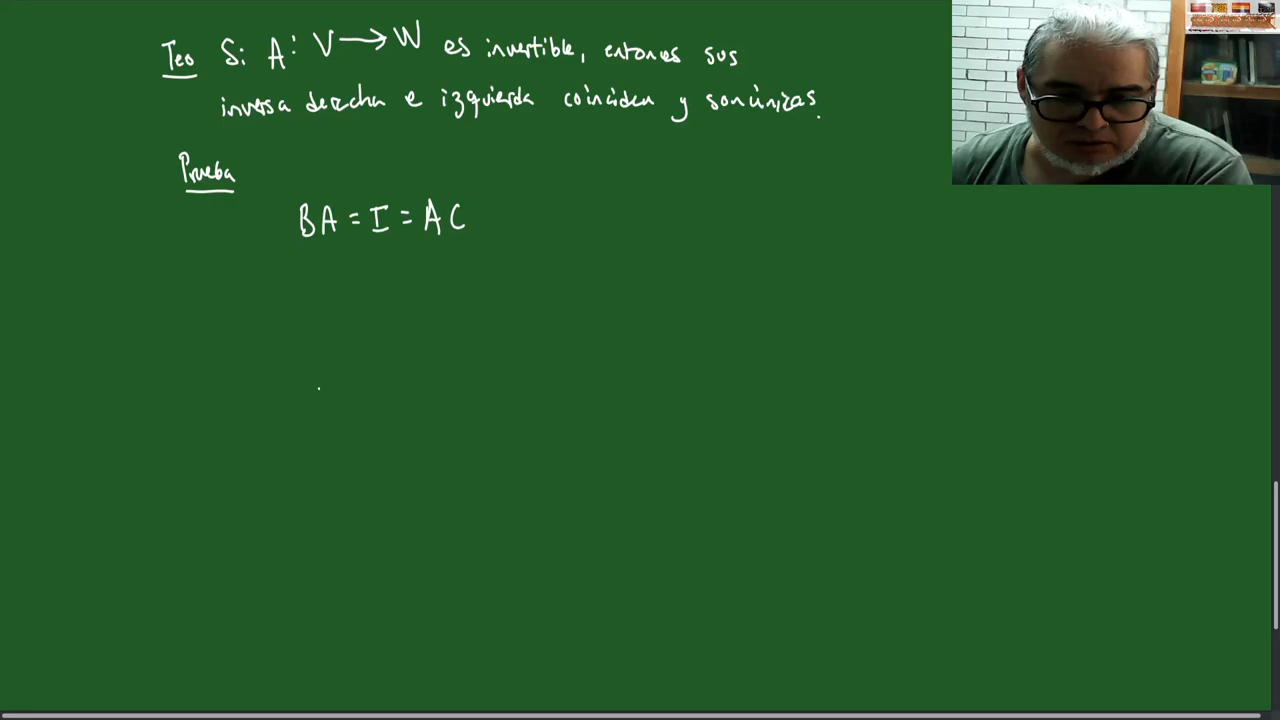 Teo Si A: V → W es invertible, entonces sus
inversa derecha e izquierda coinciden y son únicas.
Prueba
BA = I = AC